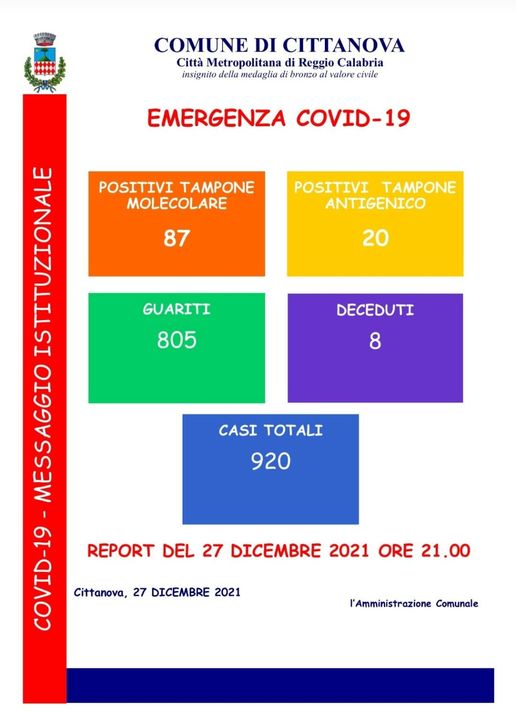 COMUNE DI CITTANOVA
Città Metropolitana di Reggio Calabria
insignito della medaglia di bronzo al valore civile
EMERGENZA COVID-19
POSITIVI TAMPONE
MOLECOLARE
87
POSITIVI TAMPONE
ANTIGENICO
20
GUARITI
805
DECEDUTI
8
CASI TOTALI
920
REPORT DEL 27 DICEMBRE 2021 ORE 21.00
Cittanova, 27 DICEMBRE 2021
l'Amministrazione Comunale
COVID-19 - MESSAGGIO ISTITUZIONALE